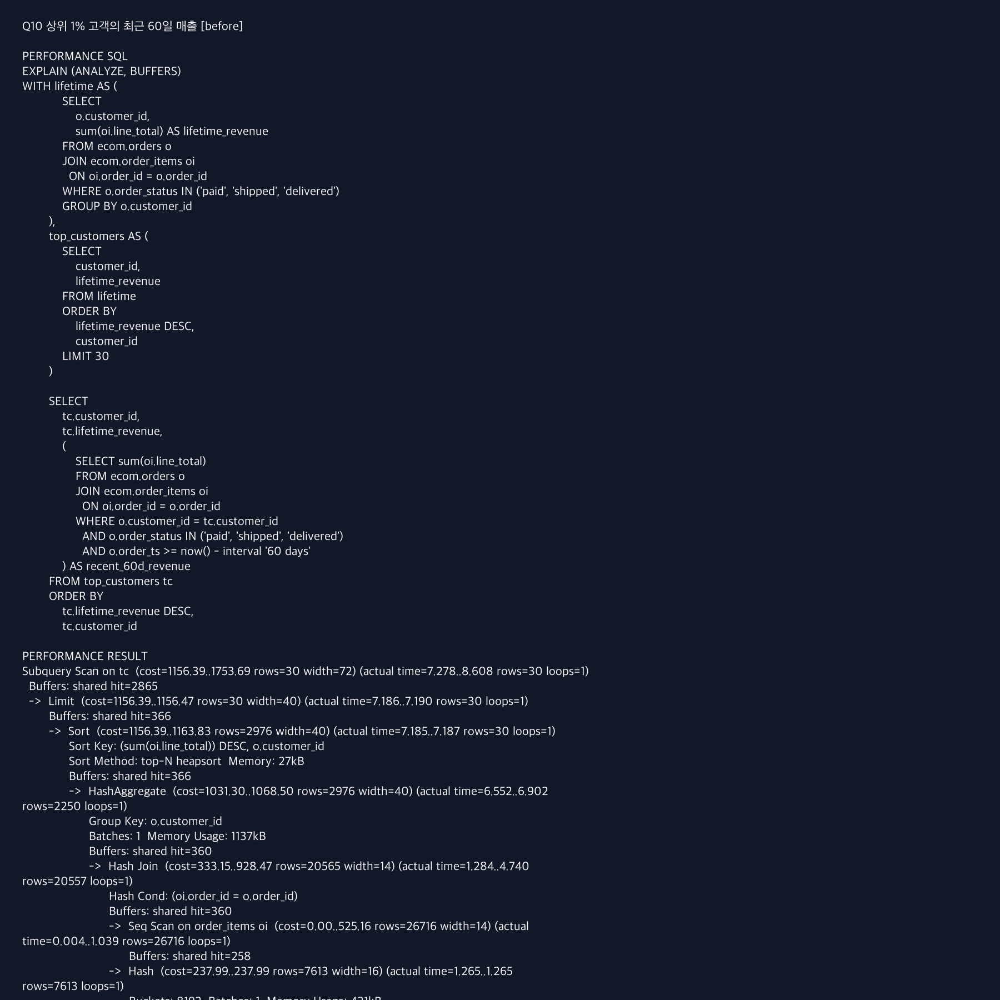 Q10 상위 1% 고객의 최근 60일 매출 [before]
PERFORMANCE SQL
EXPLAIN (ANALYZE, BUFFERS)
WITH lifetime AS (
SELECT
o.customer_id,
sum(oi.line_total) AS lifetime_revenue
FROM ecom.orders o
JOIN ecom.order_items oi
ON oi.order_id = o.order_id
WHERE o.order_status IN ('paid', 'shipped', 'delivered')
GROUP BY o.customer_id
),
top_customers AS (
SELECT
customer_id,
lifetime_revenue
FROM lifetime
ORDER BY
lifetime_revenue DESC,
customer_id
LIMIT 30
)
SELECT
tc.customer_id,
tc.lifetime_revenue,
(
SELECT sum(oi.line_total)
FROM ecom.orders o
JOIN ecom.order_items oi
ON oi.order_id = o.order_id
WHERE o.customer_id = tc.customer_id
AND o.order_status IN ('paid', 'shipped', 'delivered')
AND o.order_ts >= now() - interval '60 days'
) AS recent_60d_revenue
FROM top_customers tc
ORDER BY
tc.lifetime_revenue DESC,
tc.customer_id
PERFORMANCE RESULT
Subquery Scan on tc  (cost=1156.39..1753.69 rows=30 width=72) (actual time=7.278..8.608 rows=30 loops=1)
Buffers: shared hit=2865
->  Limit  (cost=1156.39..1156.47 rows=30 width=40) (actual time=7.186..7.190 rows=30 loops=1)
Buffers: shared hit=366
->  Sort  (cost=1156.39..1163.83 rows=2976 width=40) (actual time=7.185..7.187 rows=30 loops=1)
Sort Key: (sum(oi.line_total)) DESC, o.customer_id
Sort Method: top-N heapsort  Memory: 27kB
Buffers: shared hit=366
->  HashAggregate  (cost=1031.30..1068.50 rows=2976 width=40) (actual time=6.552..6.902
rows=2250 loops=1)
Group Key: o.customer_id
Batches: 1  Memory Usage: 1137kB
Buffers: shared hit=360
->  Hash Join  (cost=333.15..928.47 rows=20565 width=14) (actual time=1.284..4.740
rows=20557 loops=1)
Hash Cond: (oi.order_id = o.order_id)
Buffers: shared hit=360
->  Seq Scan on order_items oi  (cost=0.00..525.16 rows=26716 width=14) (actual
time=0.004..1.039 rows=26716 loops=1)
Buffers: shared hit=258
->  Hash  (cost=237.99..237.99 rows=7613 width=16) (actual time=1.265..1.265
rows=7613 loops=1)
Buckets: 8192  Batches: 1  Memory Usage: 421kB